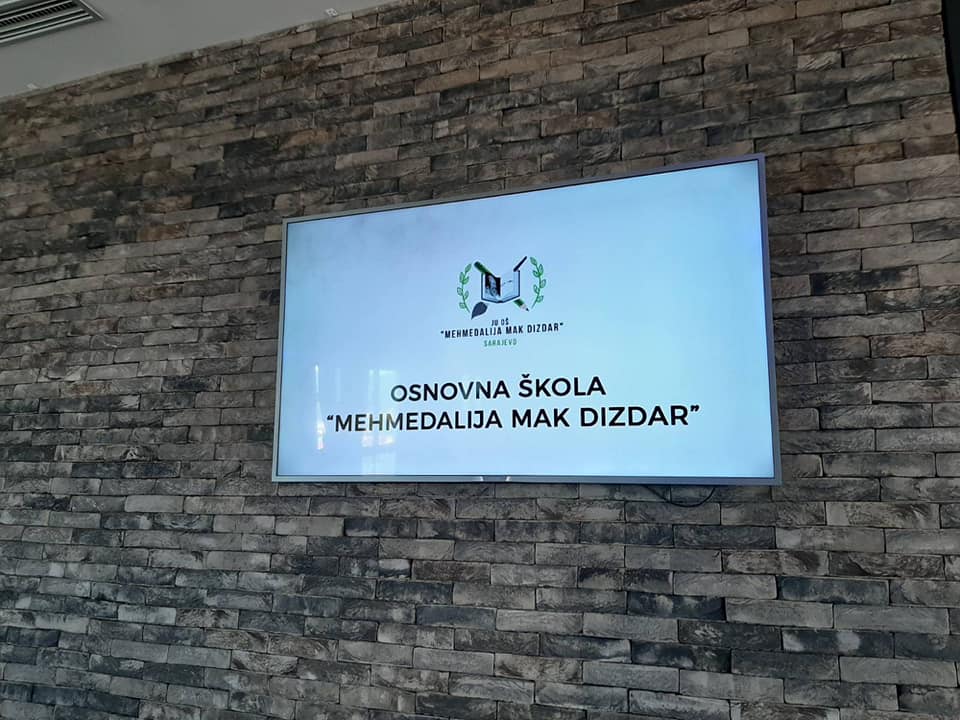 JU OŠ
"MEHMEDALIJA MAK DIZDAR"
SARAJEVO
OSNOVNA ŠKOLA
“MEHMEDALIJA MAK DIZDAR”